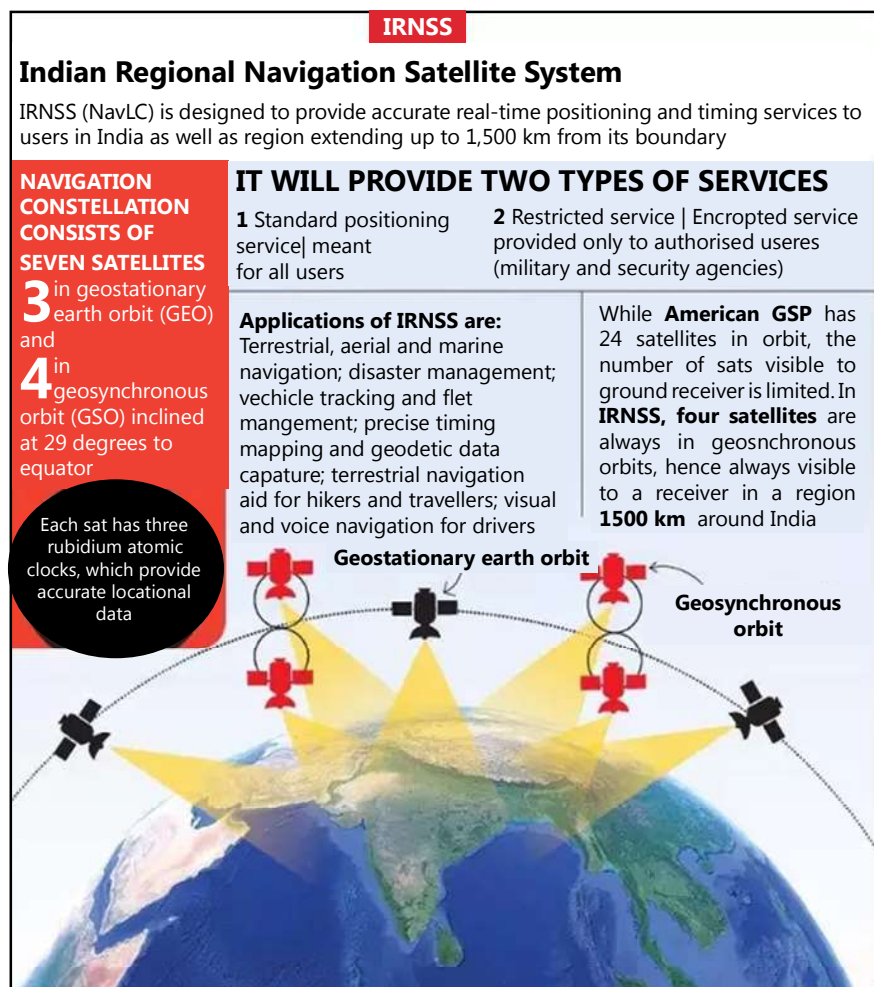 IRNSS
Indian Regional Navigation Satellite System
IRNSS (NavLC) is designed to provide accurate real-time positioning and timing services to
users in India as well as region extending up to 1,500 km from its boundary
NAVIGATION
CONSTELLATION
CONSISTS OF
SEVEN SATELLITES
3 in geostationary
earth orbit (GEO)
and
4 in
geosynchronous
orbit (GSO) inclined
at 29 degrees to
equator
Each sat has three
rubidium atomic
clocks, which provide
accurate locational
data
IT WILL PROVIDE TWO TYPES OF SERVICES
1 Standard positioning
service| meant
for all users
2 Restricted service | Encropted service
provided only to authorised useres
(military and security agencies)
Applications of IRNSS are:
Terrestrial, aerial and marine
navigation; disaster management;
vechicle tracking and flet
mangement; precise timing
mapping and geodetic data
capature; terrestrial navigation
aid for hikers and travellers; visual
and voice navigation for drivers
While American GSP has
24 satellites in orbit, the
number of sats visible to
ground receiver is limited. In
IRNSS, four satellites are
always in geosnchronous
orbits, hence always visible
to a receiver in a region
1500 km around India
Geostationary earth orbit
Geosynchronous
orbit